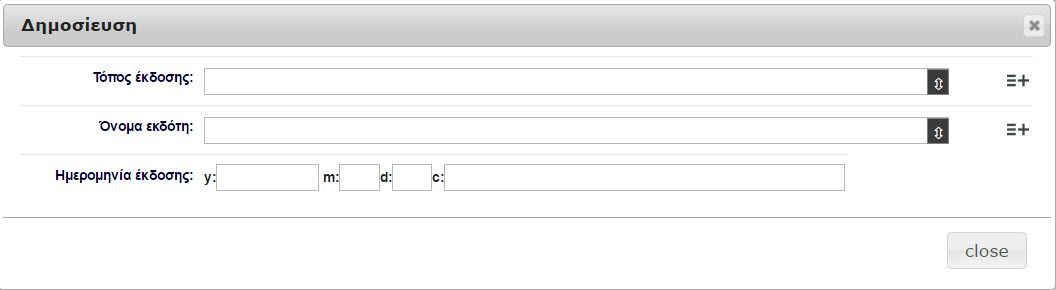 Δημοσίευση
Τόπος έκδοσης:
Όνομα εκδότη:
Ημερομηνία έκδοσης: y: m: d: c:
close